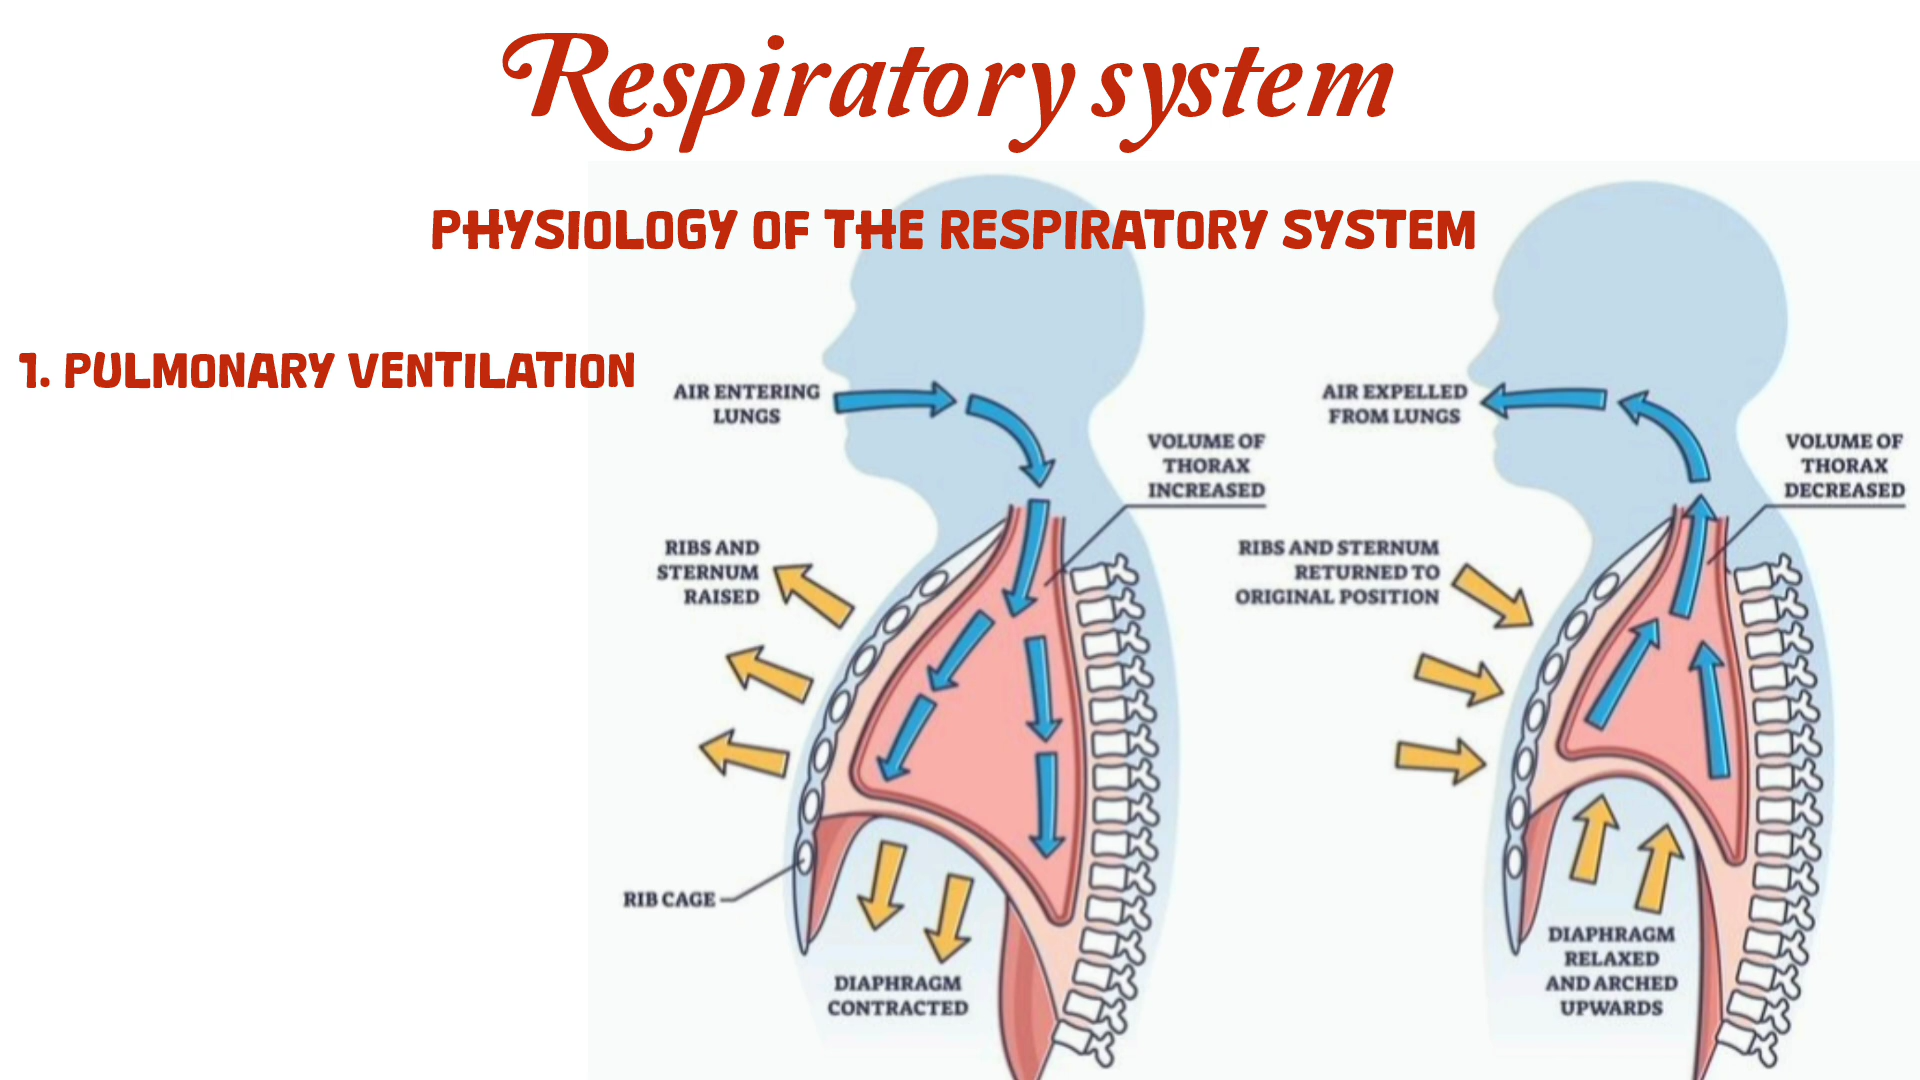 Respiratory system
PHYSIOLOGY OF THE RESPIRATORY SYSTEM
1. PULMONARY VENTILATION
AIR ENTERING
LUNGS
VOLUME OF
THORAX
INCREASED
RIBS AND
STERNUM
RAISED
RIB CAGE
DIAPHRAGM
CONTRACTED
AIR EXPELLED
FROM LUNGS
VOLUME OF
THORAX
DECREASED
RIBS AND STERNUM
RETURNED TO
ORIGINAL POSITION
DIAPHRAGM
RELAXED
AND ARCHED
UPWARDS